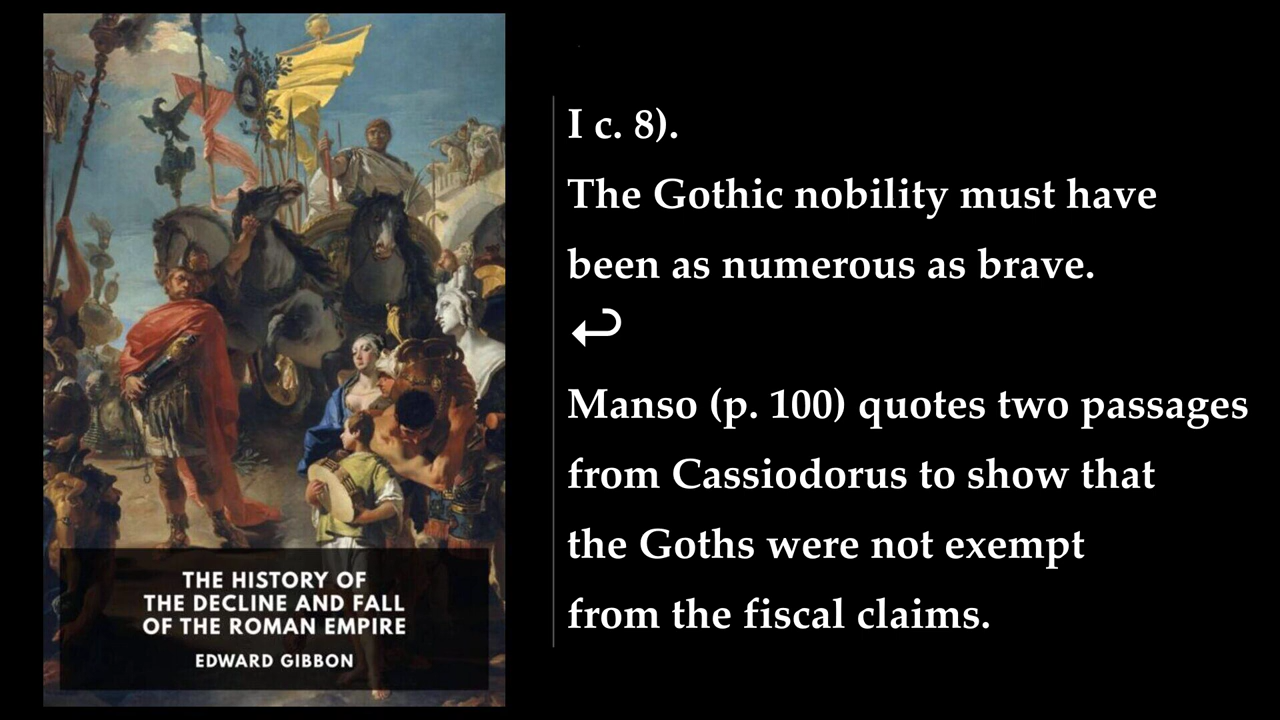 I c. 8).
The Gothic nobility must have
been as numerous as brave.
↩
Manso (p. 100) quotes two passages
from Cassiodorus to show that
the Goths were not exempt
from the fiscal claims.
THE HISTORY OF
THE DECLINE AND FALL
OF THE ROMAN EMPIRE
EDWARD GIBBON